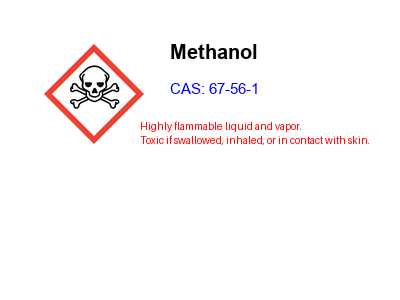 Methanol
CAS: 67-56-1
Highly flammable liquid and vapor.
Toxic if swallowed, inhaled, or in contact with skin.